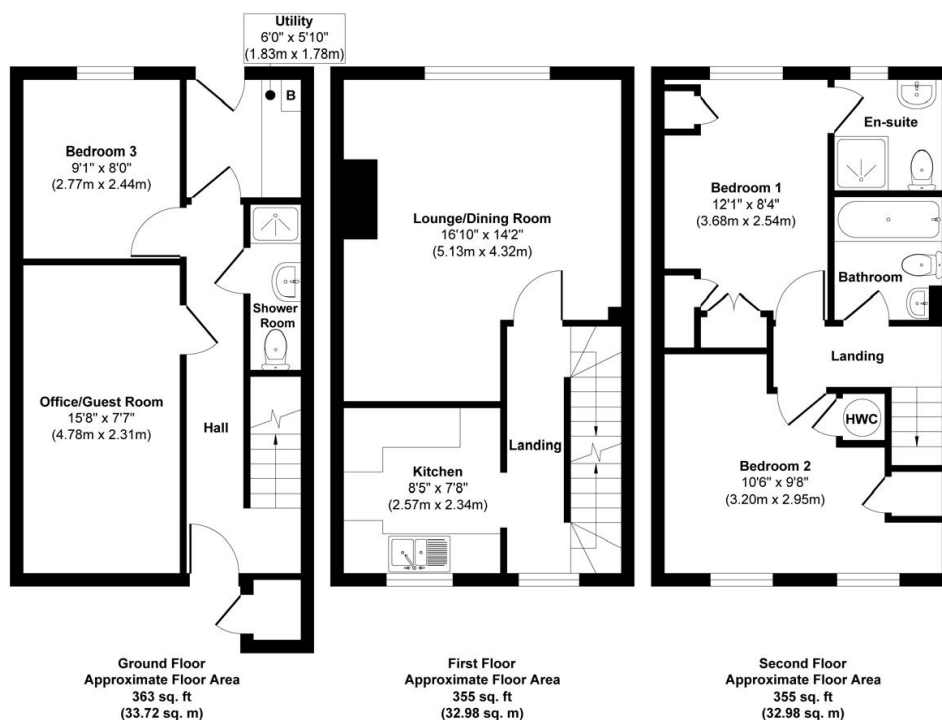 Utility
6'0" x 5'10"
(1.83m x 1.78m)
B
Bedroom 3
9'1" x 8'0"
(2.77m x 2.44m)
Shower
Room
Office/Guest Room
15'8" x 7'7"
(4.78m x 2.31m)
Hall
Ground Floor
Approximate Floor Area
363 sq. ft
(33.72 sq. m)
Lounge/Dining Room
16'10" x 14'2"
(5.13m x 4.32m)
Landing
Kitchen
8'5" x 7'8"
(2.57m x 2.34m)
First Floor
Approximate Floor Area
355 sq. ft
(32.98 sq. m)
En-suite
Bedroom 1
12'1" x 8'4"
(3.68m x 2.54m)
Bathroom
Landing
HWC
Bedroom 2
10'6" x 9'8"
(3.20m x 2.95m)
Second Floor
Approximate Floor Area
355 sq. ft
(32.98 sq. m)